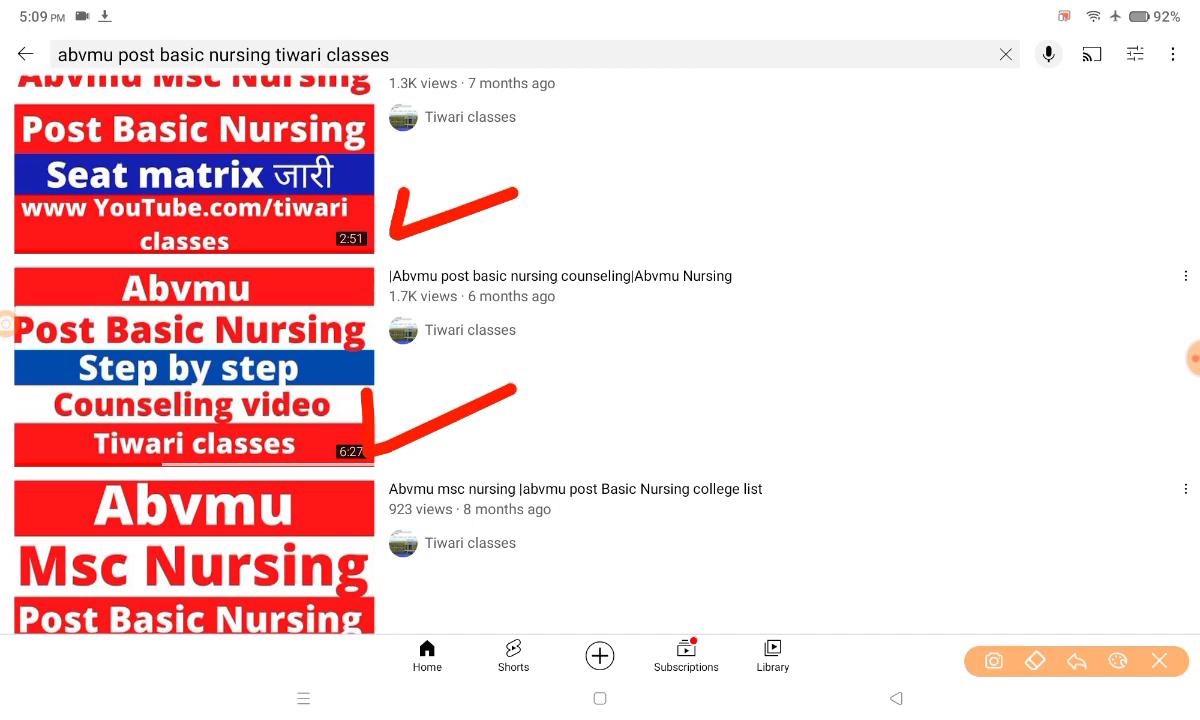 5:09 PM
92%
abvmu post basic nursing tiwari classes
Abvmu Msc Nursing
Post Basic Nursing
Seat matrix जारी
www YouTube.com/tiwari
classes
2:51
1.3K views · 7 months ago
Tiwari classes
Abvmu
Post Basic Nursing
Step by step
Counseling video
Tiwari classes
6:27
|Abvmu post basic nursing counseling|Abvmu Nursing
1.7K views · 6 months ago
Tiwari classes
Abvmu
Msc Nursing
Post Basic Nursing
Abvmu msc nursing |abvmu post Basic Nursing college list
923 views · 8 months ago
Tiwari classes
Home
Shorts
Subscriptions
Library